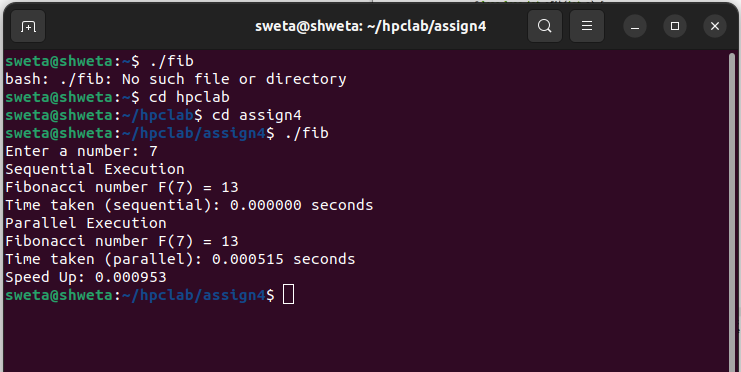 sweta@shweta: ~/hpclab/assign4
sweta@shweta:~$ ./fib
bash: ./fib: No such file or directory
sweta@shweta:~$ cd hpclab
sweta@shweta:~/hpclab$ cd assign4
sweta@shweta:~/hpclab/assign4$ ./fib
Enter a number: 7
Sequential Execution
Fibonacci number F(7) = 13
Time taken (sequential): 0.000000 seconds
Parallel Execution
Fibonacci number F(7) = 13
Time taken (parallel): 0.000515 seconds
Speed Up: 0.000953
sweta@shweta:~/hpclab/assign4$